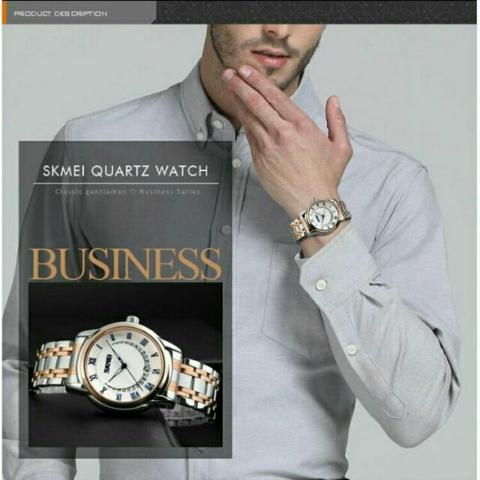 PRODUCT DESCRIPTION
SKMEI QUARTZ WATCH
Classic gentleman ◇ Business Series
BUSINESS
SKMEI